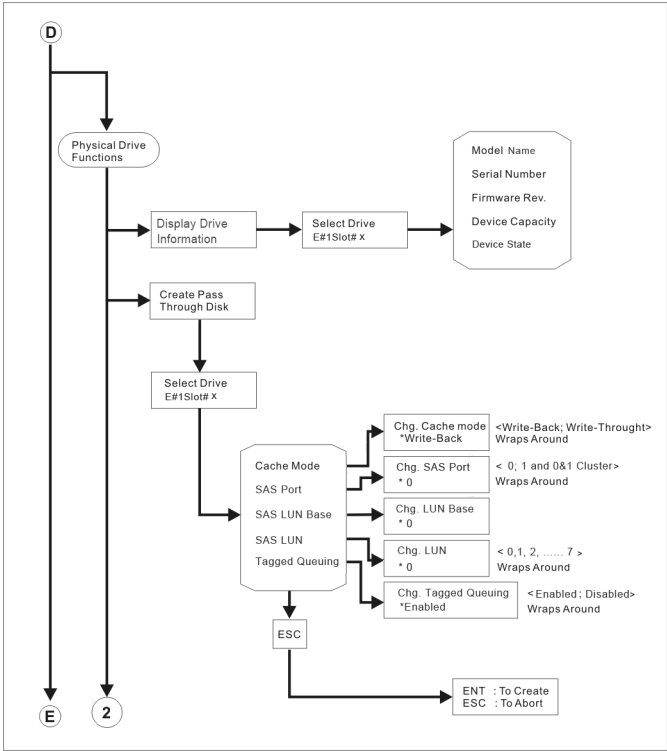 D
Physical Drive
Functions
Display Drive
Information
Select Drive
E#1Slot# x
Model Name
Serial Number
Firmware Rev.
Device Capacity
Device State
Create Pass
Through Disk
Select Drive
E#1Slot# x
Cache Mode
SAS Port
SAS LUN Base
SAS LUN
Tagged Queuing
Chg. Cache mode
*Write-Back
<Write-Back; Write-Throught>
Wraps Around
Chg. SAS Port
* 0
< 0; 1 and 0&1 Cluster>
Wraps Around
Chg. LUN Base
* 0
Chg. LUN
* 0
< 0,1, 2, ...... 7 >
Wraps Around
Chg. Tagged Queuing
*Enabled
<Enabled; Disabled>
Wraps Around
ESC
ENT : To Create
ESC : To Abort
E
2